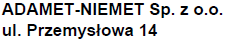 ADAMET-NIEMET Sp. z o.o.
ul. Przemysłowa 14